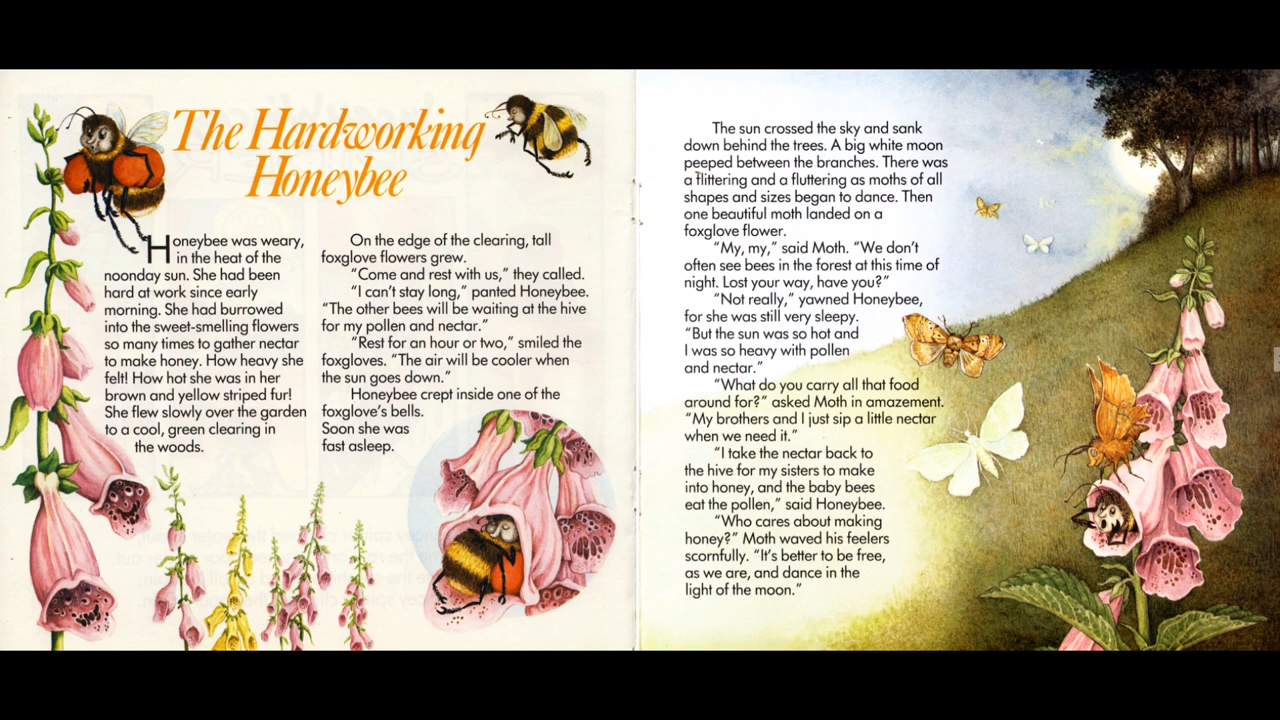 The Hardworking
Honeybee
Honeybee was weary,
in the heat of the
noonday sun. She had been
hard at work since early
morning. She had burrowed
into the sweet-smelling flowers
so many times to gather nectar
to make honey. How heavy she
felt! How hot she was in her
brown and yellow striped fur!
She flew slowly over the garden
to a cool, green clearing in
the woods.
On the edge of the clearing, tall
foxglove flowers grew.
“Come and rest with us,” they called.
“I can’t stay long,” panted Honeybee.
“The other bees will be waiting at the hive
for my pollen and nectar.”
“Rest for an hour or two,” smiled the
foxgloves. “The air will be cooler when
the sun goes down.”
Honeybee crept inside one of the
foxglove’s bells.
Soon she was
fast asleep.
The sun crossed the sky and sank
down behind the trees. A big white moon
peeped between the branches. There was
a flittering and a fluttering as moths of all
shapes and sizes began to dance. Then
one beautiful moth landed on a
foxglove flower.
“My, my,” said Moth. “We don’t
often see bees in the forest at this time of
night. Lost your way, have you?”
“Not really,” yawned Honeybee,
for she was still very sleepy.
“But the sun was so hot and
I was so heavy with pollen
and nectar.”
“What do you carry all that food
around for?” asked Moth in amazement.
“My brothers and I just sip a little nectar
when we need it.”
“I take the nectar back to
the hive for my sisters to make
into honey, and the baby bees
eat the pollen,” said Honeybee.
“Who cares about making
honey?” Moth waved his feelers
scornfully. “It’s better to be free,
as we are, and dance in the
light of the moon.”